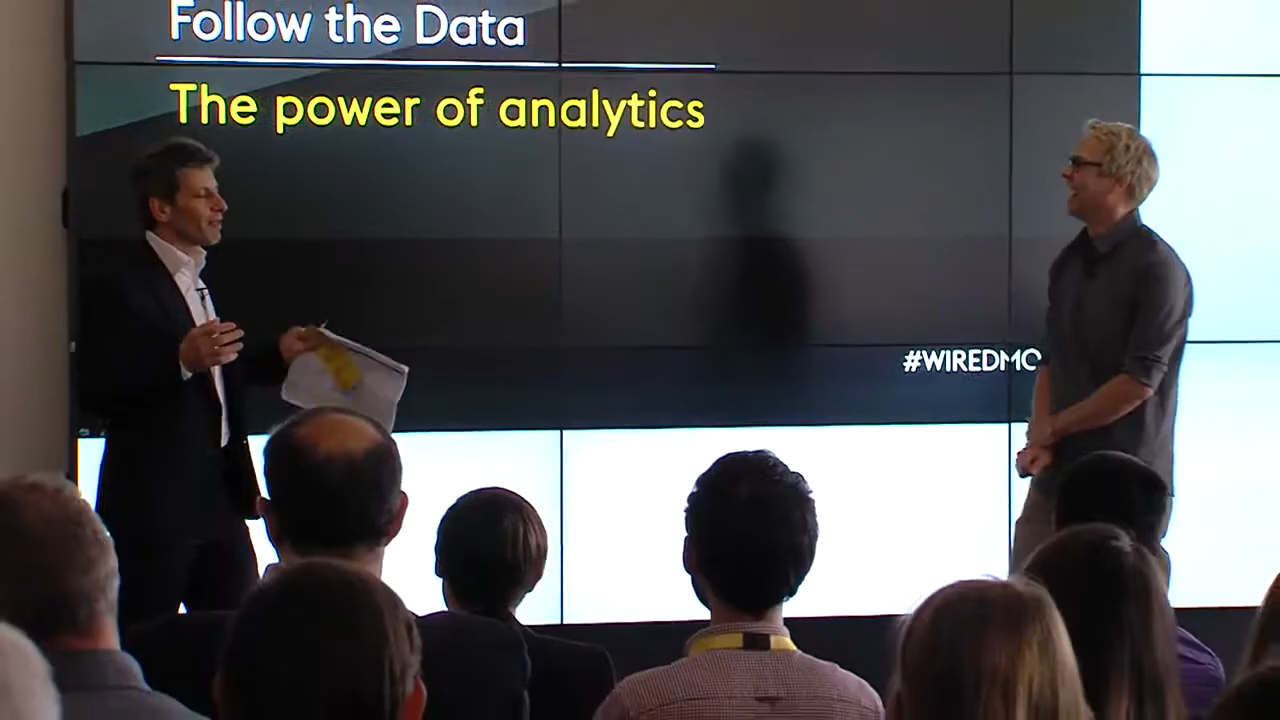 Follow the Data
The power of analytics
#WIREDMO